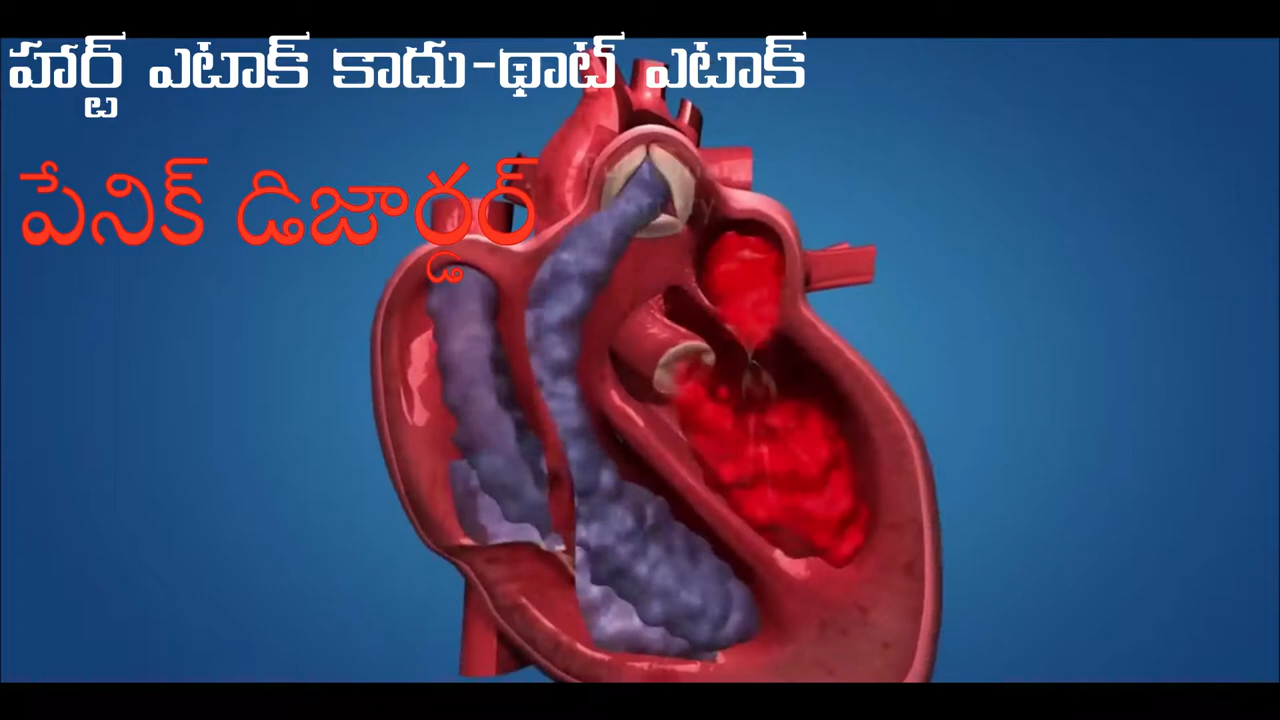 హార్ట్ ఎటాక్ కాదు-థాట్ ఎటాక్
పేనిక్ డిజార్డర్